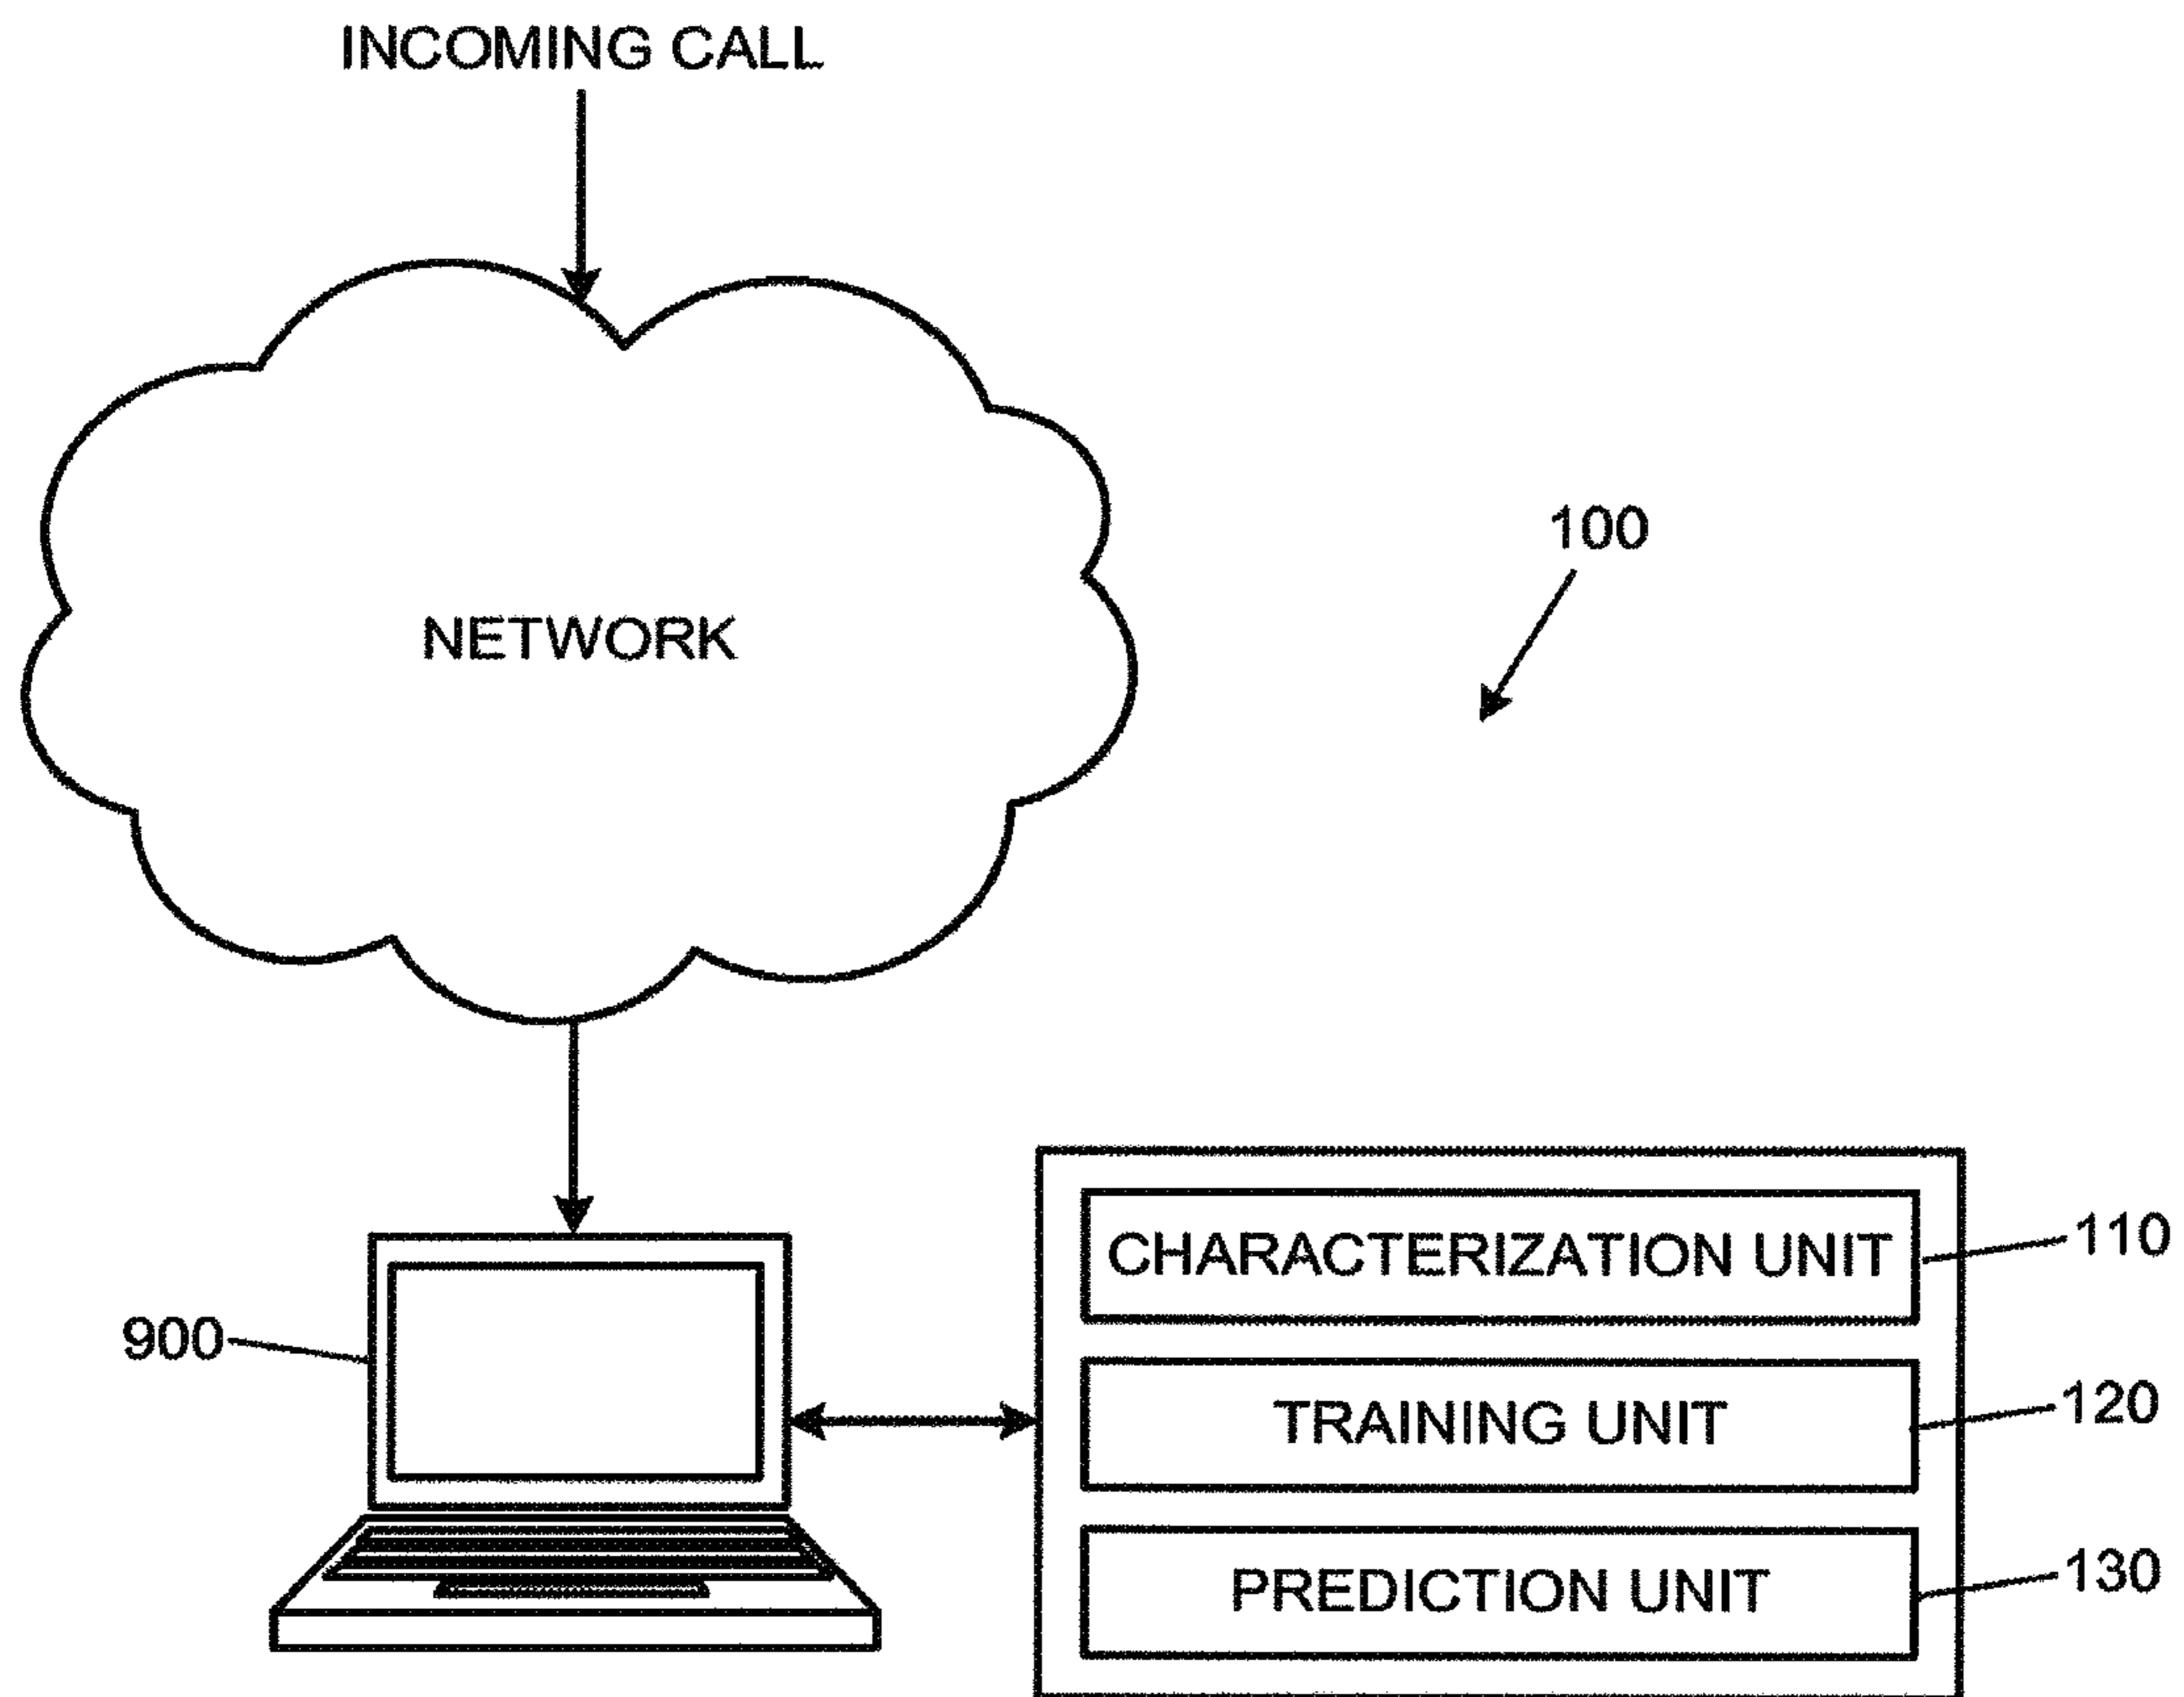 INCOMING CALL
NETWORK
100
CHARACTERIZATION UNIT
110
900
TRAINING UNIT
120
PREDICTION UNIT
130